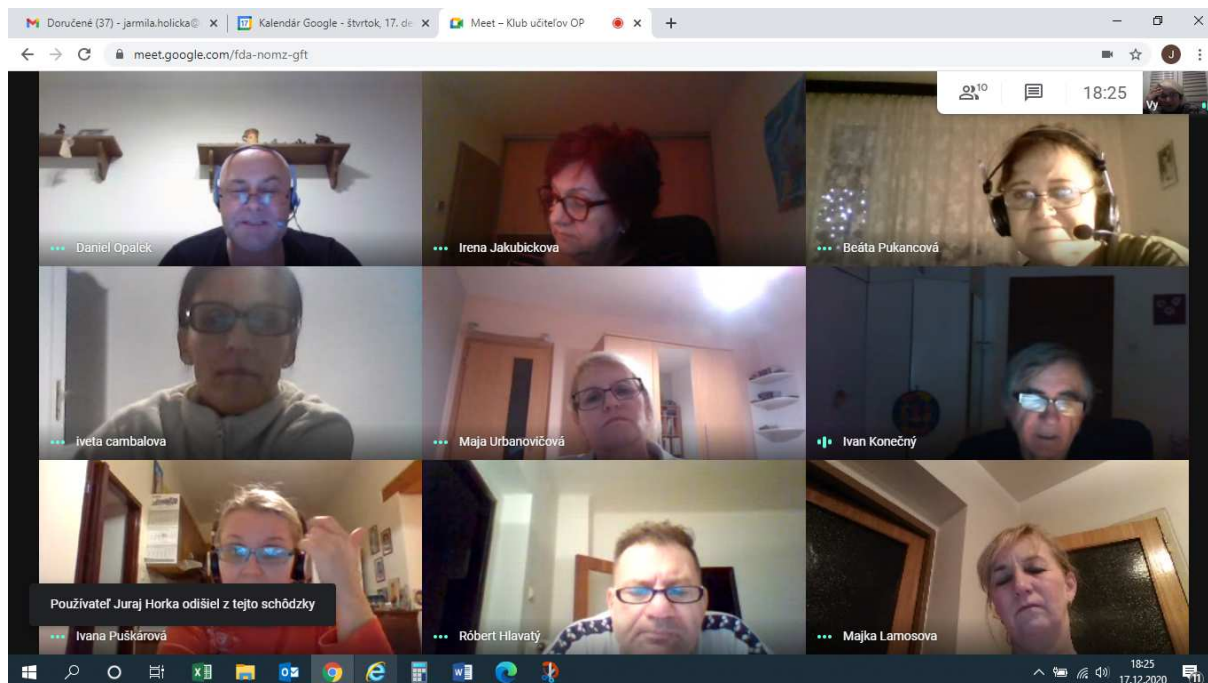 Doručené (37) - jarmila.holicka@
Kalendár Google - štvrtok, 17. de
Meet – Klub učiteľov OP
meet.google.com/fda-nomz-gft
10
18:25
Vy
Daniel Opalek
Irena Jakubickova
Beáta Pukancová
iveta cambalova
Maja Urbanovičová
Ivan Konečný
Používateľ Juraj Horka odišiel z tejto schôdzky
Ivana Puškárová
Róbert Hlavatý
Majka Lamosova
18:25
17.12.2020